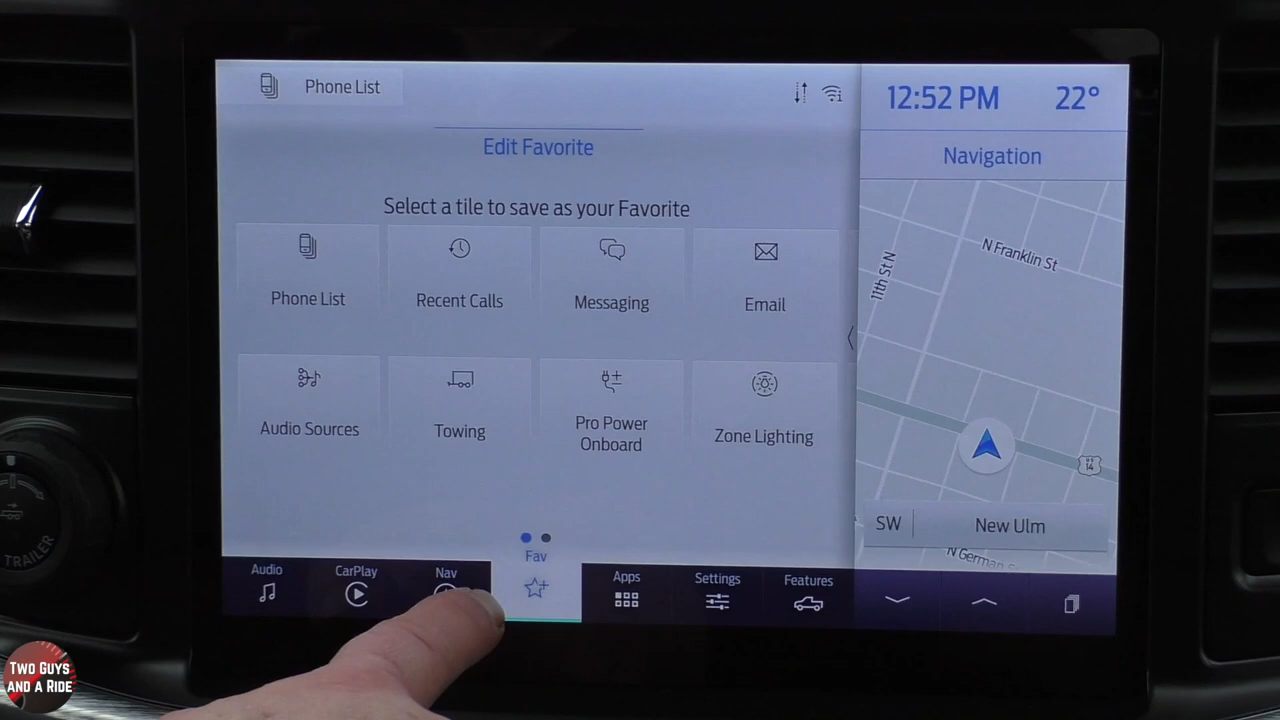 Phone List
12:52 PM
22°
Edit Favorite
Navigation
Select a tile to save as your Favorite
Phone List
Recent Calls
Messaging
Email
Audio Sources
Towing
Pro Power
Onboard
Zone Lighting
11th St N
N Franklin St
14
SW
New Ulm
N German St
Fav
Audio
CarPlay
Nav
Apps
Settings
Features
TRAILER
TWO GUYS
AND A RIDE